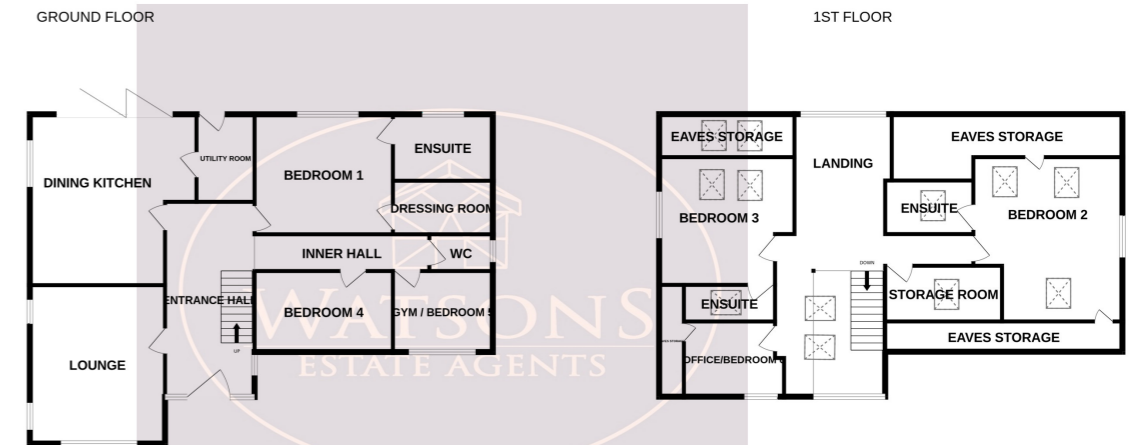 GROUND FLOOR
1ST FLOOR
UTILITY ROOM
ENSUITE
BEDROOM 1
DINING KITCHEN
DRESSING ROOM
INNER HALL
WC
ENTRANCE HALL
BEDROOM 4
GYM / BEDROOM 5
UP
LOUNGE
WATSONS
ESTATE AGENTS
EAVES STORAGE
EAVES STORAGE
LANDING
ENSUITE
BEDROOM 2
BEDROOM 3
DOWN
STORAGE ROOM
ENSUITE
EAVES STORAGE
OFFICE/BEDROOM